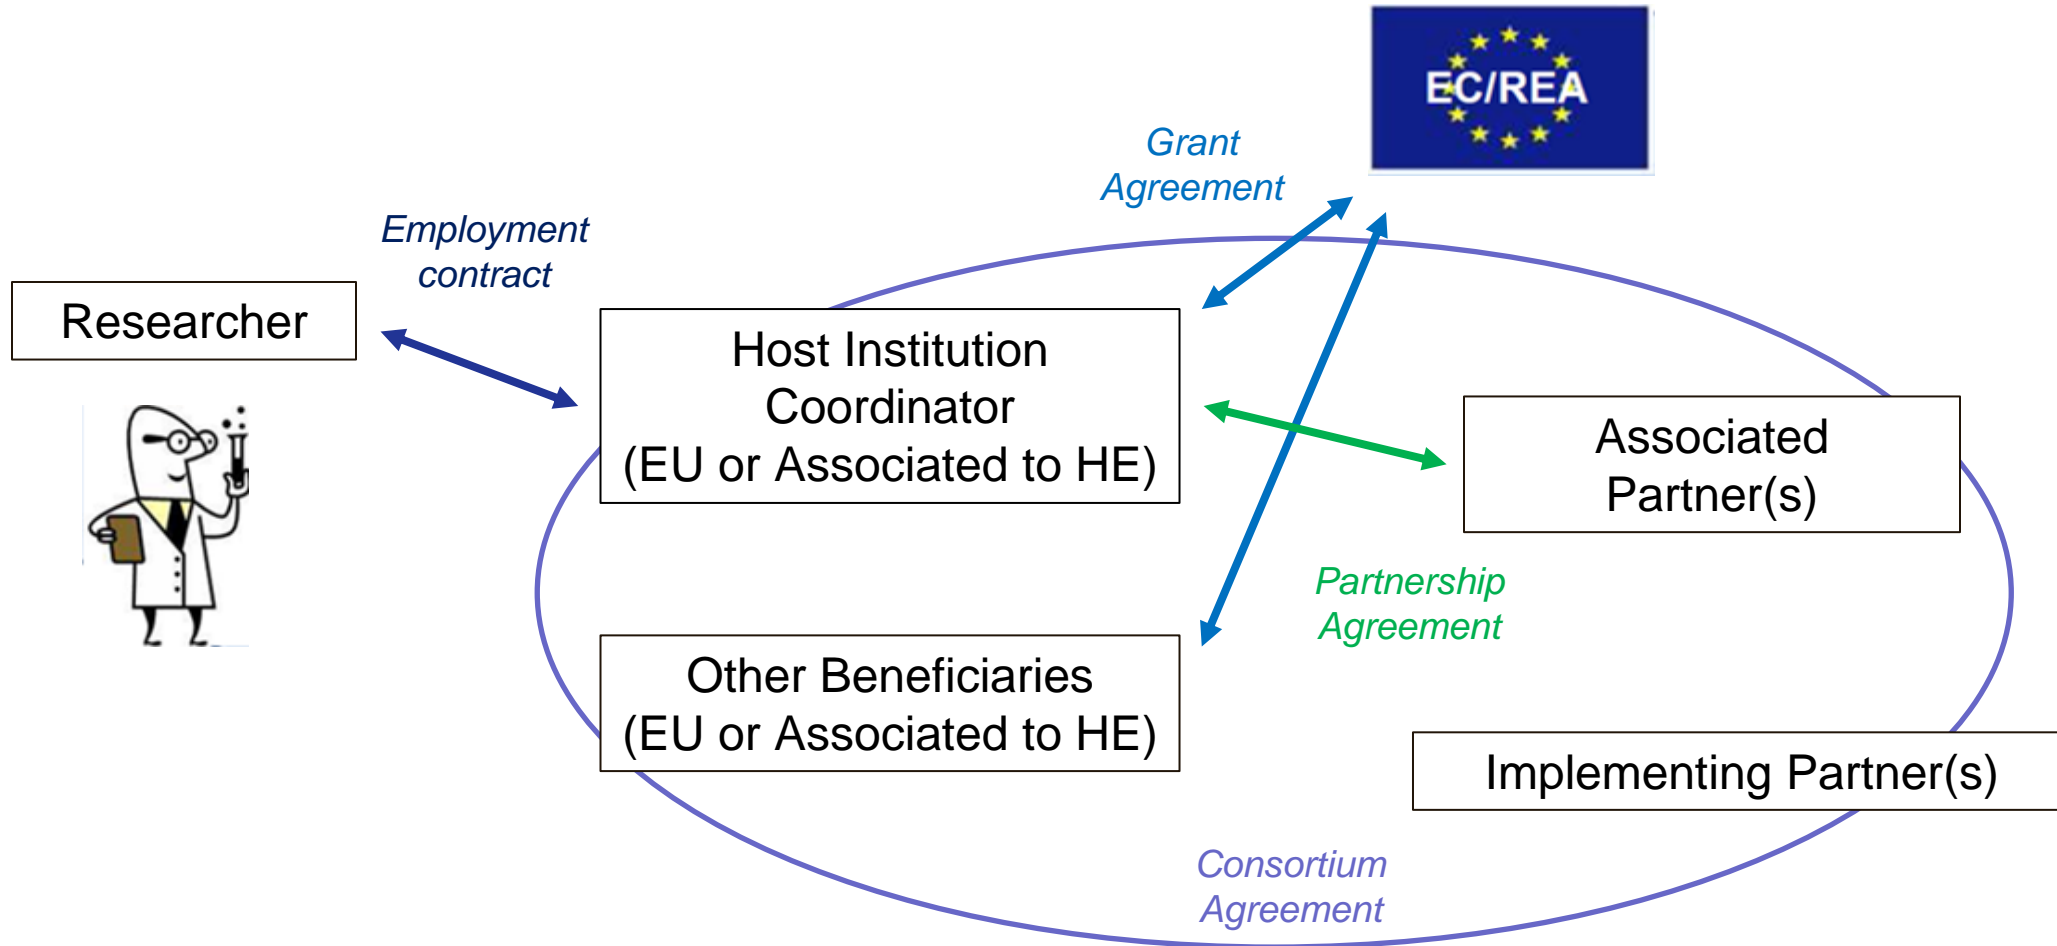 EC/REA
Grant
Agreement
Employment
contract
Researcher
Host Institution
Coordinator
(EU or Associated to HE)
Associated
Partner(s)
Partnership
Agreement
Other Beneficiaries
(EU or Associated to HE)
Implementing Partner(s)
Consortium
Agreement